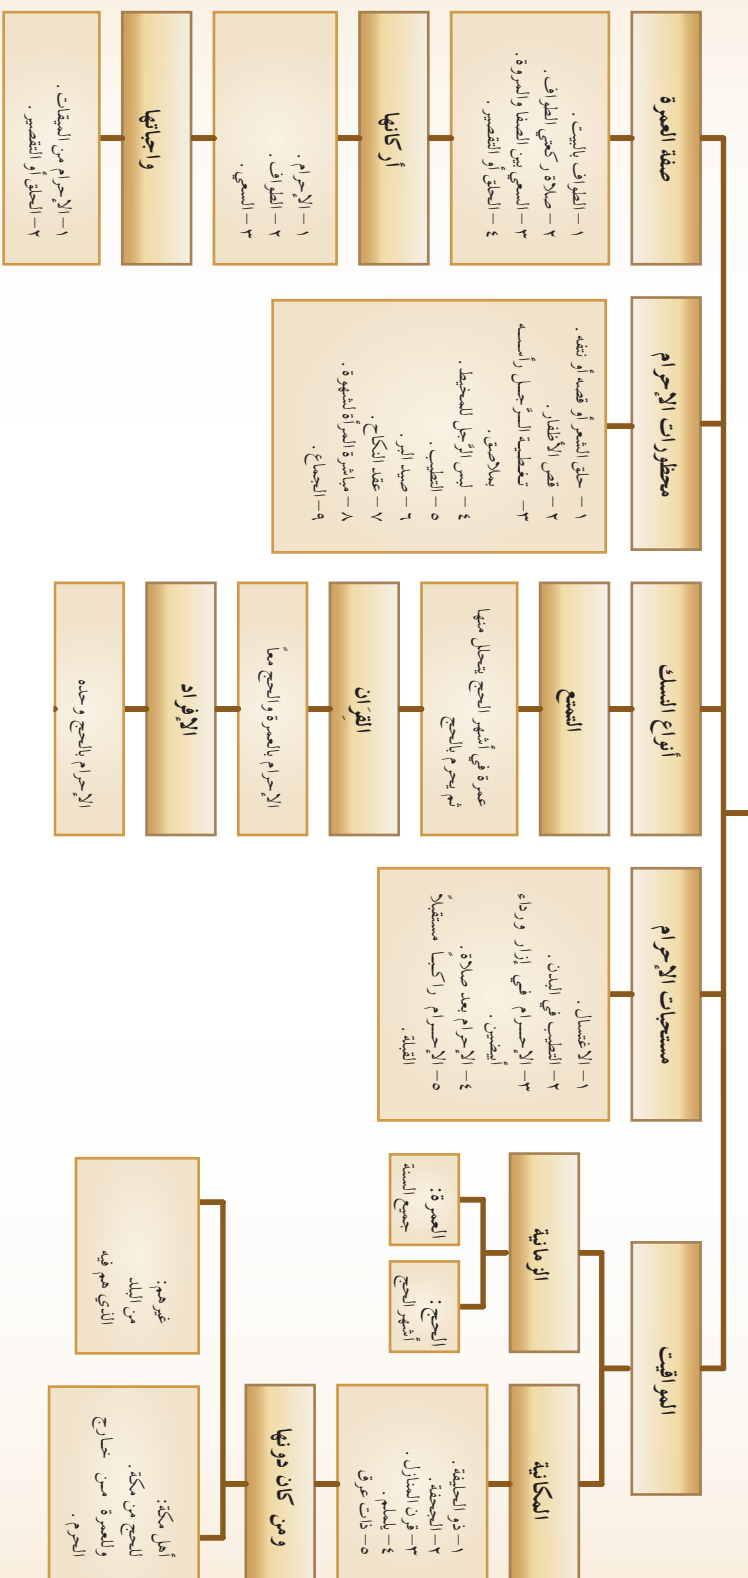 المواقيت
الزمانية
الحج:
أشهر الحج
العمرة:
جميع السنة
المكانية
١- ذو الحليفة.
٢- الجحفة.
٣- قرن المنازل.
٤- يلملم.
٥- ذات عرق
ومن كان دونها
أهل مكة:
للحج من مكة.
وللعمرة من خارج
الحرم.
غيرهم:
من البلد
الذي هم فيه
مستحبات الإحرام
١- الاغتسال.
٢- التطيب في البدن.
٣- الإحرام في إزار ورداء
أبيضين.
٤- الإحرام بعد صلاة.
٥- الإحرام راكبا مستقبلاً
القبلة.
أنواع النسك
التمتع
عمرة في أشهر الحج يتحلل منها
ثم يحرم بالحج
القِرَان
الإحرام بالعمرة والحج معاً
الإفراد
الإحرام بالحج وحده
محظورات الإحرام
١- حلق الشعر أو قصه أو نتفه.
٢- قص الأظفار.
٣- تغطية الرَّجل رأسه
بملاصق.
٤- لبس الرَّجل للمخيط.
٥- التطيب.
٦- صيد البر.
٧- عقد النكاح.
٨- مباشرة المرأة لشهوة.
٩- الجماع.
صفة العمرة
١- الطواف بالبيت.
٢- صلاة ركعتي الطواف.
٣- السعي بين الصفا والمروة.
٤- الحلق أو التقصير.
أركانها
١- الإحرام.
٢- الطواف.
٣- السعي.
واجباتها
١- الإحرام من الميقات.
٢- الحلق أو التقصير.